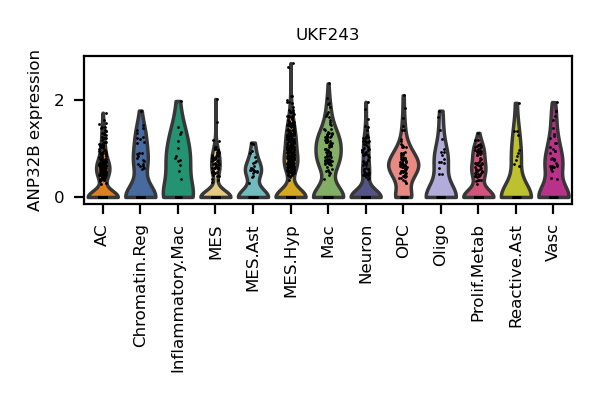 UKF243
ANP32B expression
2
0
AC
Chromatin.Reg
Inflammatory.Mac
MES
MES.Ast
MES.Hyp
Mac
Neuron
OPC
Oligo
Prolif.Metab
Reactive.Ast
Vasc